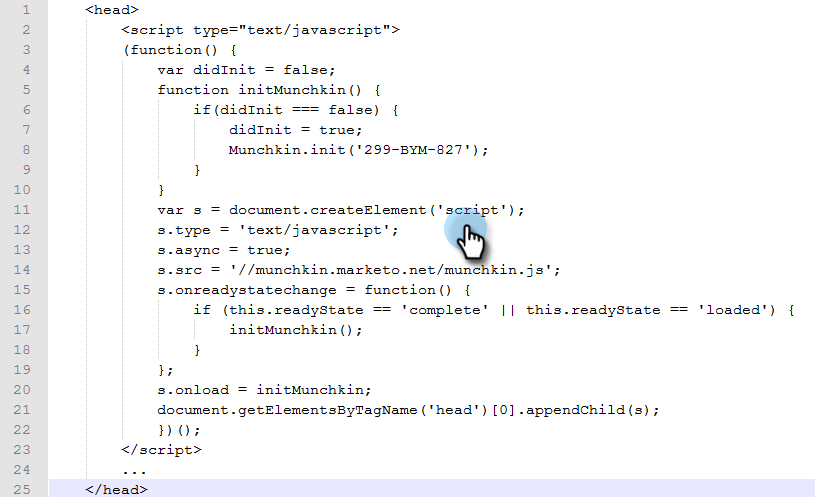 1 <head>
2 <script type="text/javascript">
3 (function() {
4 var didInit = false;
5 function initMunchkin() {
6 if(didInit === false) {
7 didInit = true;
8 Munchkin.init('299-BYM-827');
9 }
10 }
11 var s = document.createElement('script');
12 s.type = 'text/javascript';
13 s.async = true;
14 s.src = '//munchkin.marketo.net/munchkin.js';
15 s.onreadystatechange = function() {
16 if (this.readyState == 'complete' || this.readyState == 'loaded') {
17 initMunchkin();
18 }
19 };
20 s.onload = initMunchkin;
21 document.getElementsByTagName('head')[0].appendChild(s);
22 })();
23 </script>
24 ...
25 </head>